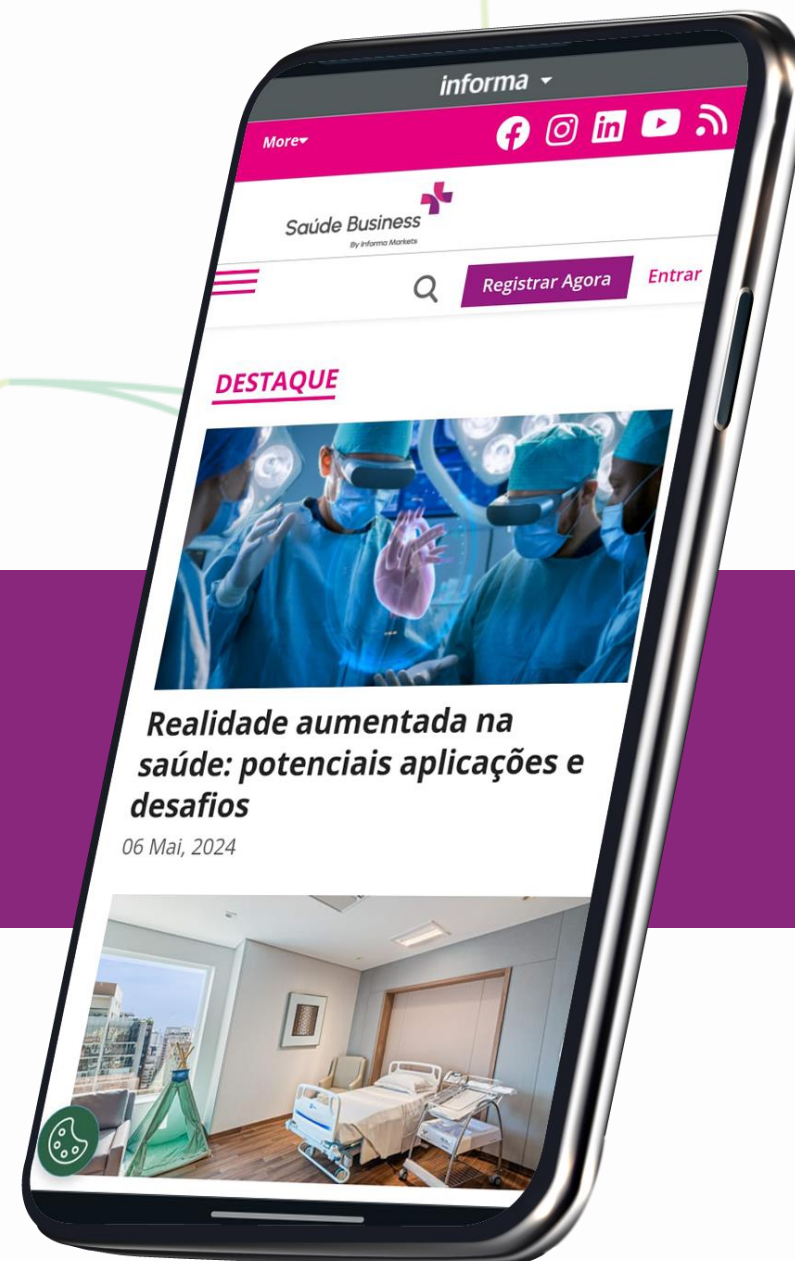 informa
More
Saúde Business
By Informa Markets
Registrar Agora
Entrar
DESTAQUE
Realidade aumentada na
saúde: potenciais aplicações e
desafios
06 Mai, 2024